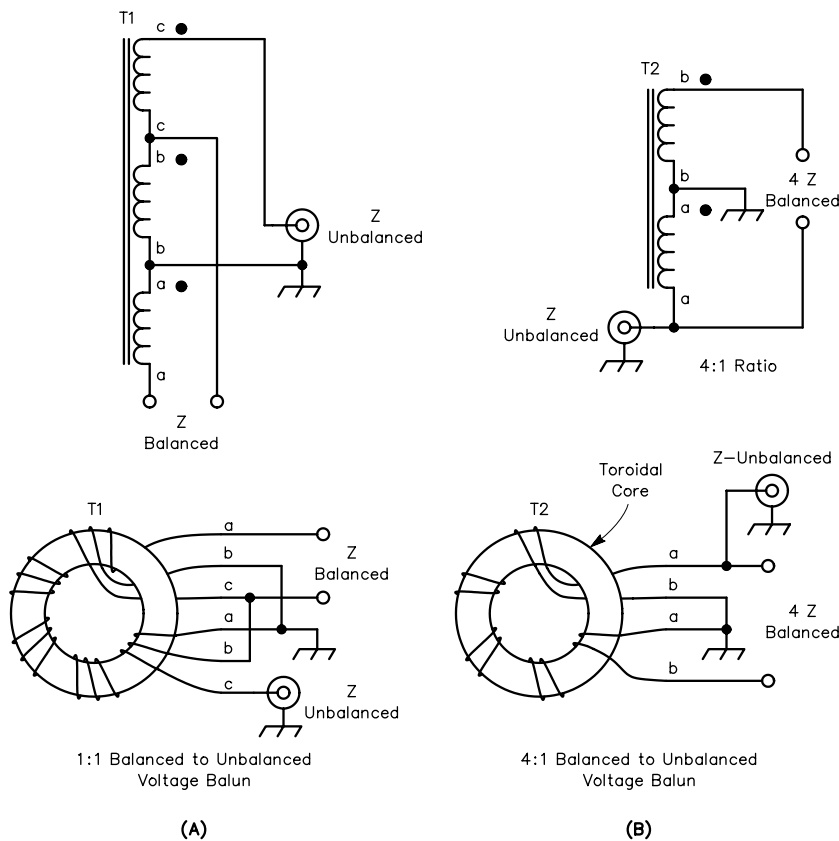 T1
c
c
b
b
a
a
Z
Unbalanced
Z
Balanced
T2
b
b
a
a
4 Z
Balanced
Z
Unbalanced
4:1 Ratio
T1
a
b
c
a
b
c
Z
Balanced
Z
Unbalanced
1:1 Balanced to Unbalanced
Voltage Balun
(A)
Toroidal
Core
Z-Unbalanced
T2
a
b
a
b
4 Z
Balanced
4:1 Balanced to Unbalanced
Voltage Balun
(B)